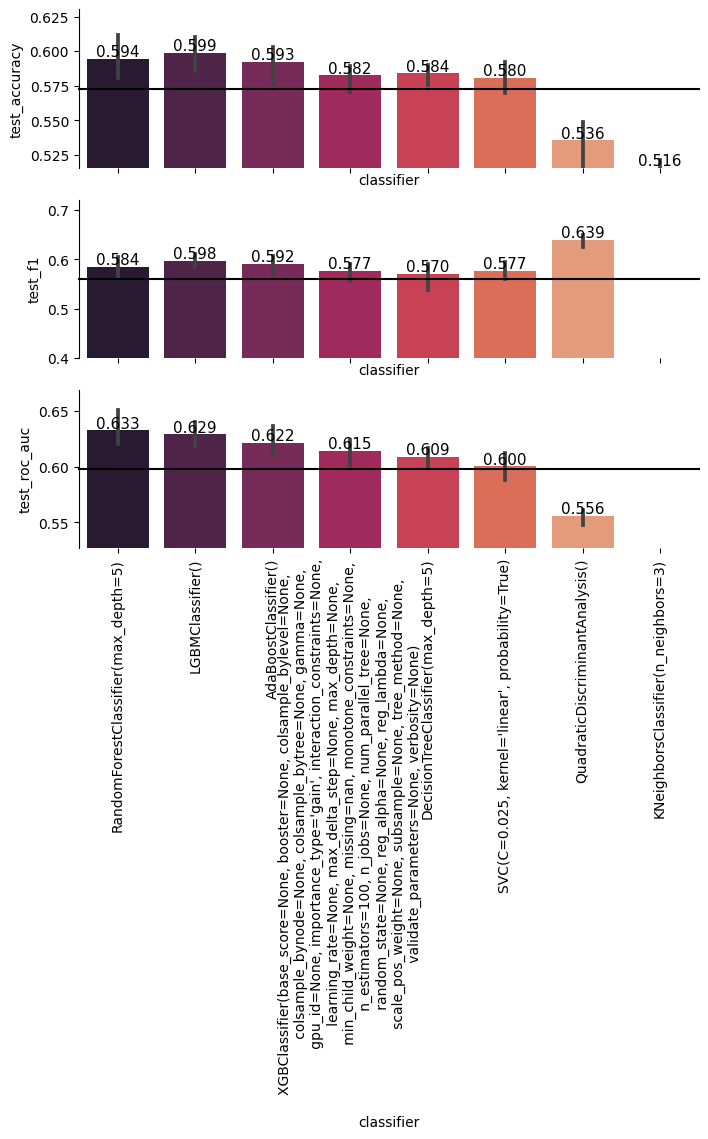 0.625
0.600
0.575
0.550
0.525
test_accuracy
0.594
0.599
0.593
0.582
0.584
0.580
0.536
0.516
classifier
0.7
0.6
0.5
0.4
test_f1
0.584
0.598
0.592
0.577
0.570
0.577
0.639
classifier
0.65
0.60
0.55
test_roc_auc
0.633
0.629
0.622
0.615
0.609
0.600
0.556
RandomForestClassifier(max_depth=5)
LGBMClassifier()
AdaBoostClassifier()
XGBClassifier(base_score=None, booster=None, colsample_bylevel=None,
colsample_bynode=None, colsample_bytree=None, gamma=None,
gpu_id=None, importance_type='gain', interaction_constraints=None,
learning_rate=None, max_delta_step=None, max_depth=None,
min_child_weight=None, missing=nan, monotone_constraints=None,
n_estimators=100, n_jobs=None, num_parallel_tree=None,
random_state=None, reg_alpha=None, reg_lambda=None,
scale_pos_weight=None, subsample=None, tree_method=None,
validate_parameters=None, verbosity=None)
DecisionTreeClassifier(max_depth=5)
SVC(C=0.025, kernel='linear', probability=True)
QuadraticDiscriminantAnalysis()
KNeighborsClassifier(n_neighbors=3)
classifier